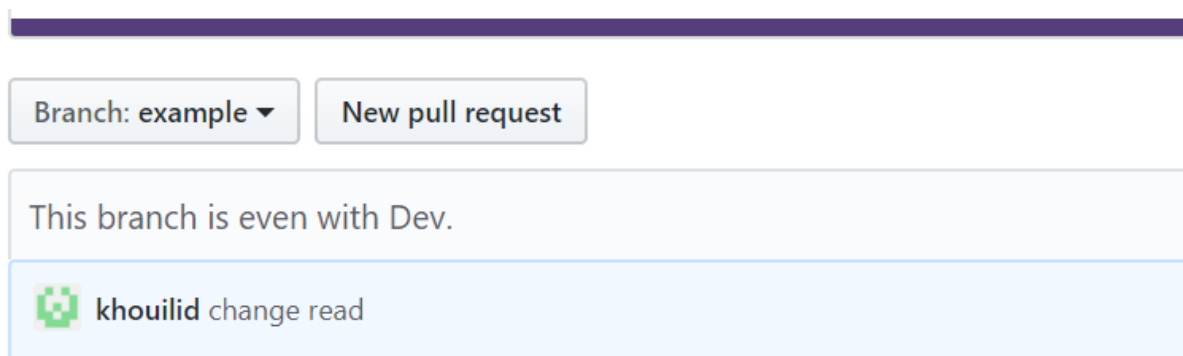 Branch: example New pull request
This branch is even with Dev.
khouilid change read